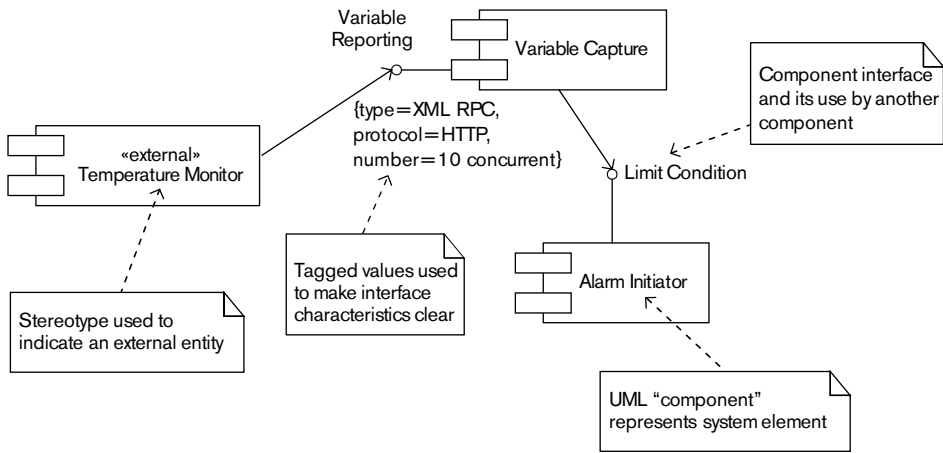 Variable
Reporting
Variable Capture
Component interface
and its use by another
component
{type=XML RPC,
protocol=HTTP,
number=10 concurrent}
«external»
Temperature Monitor
Limit Condition
Tagged values used
to make interface
characteristics clear
Alarm Initiator
Stereotype used to
indicate an external entity
UML “component”
represents system element